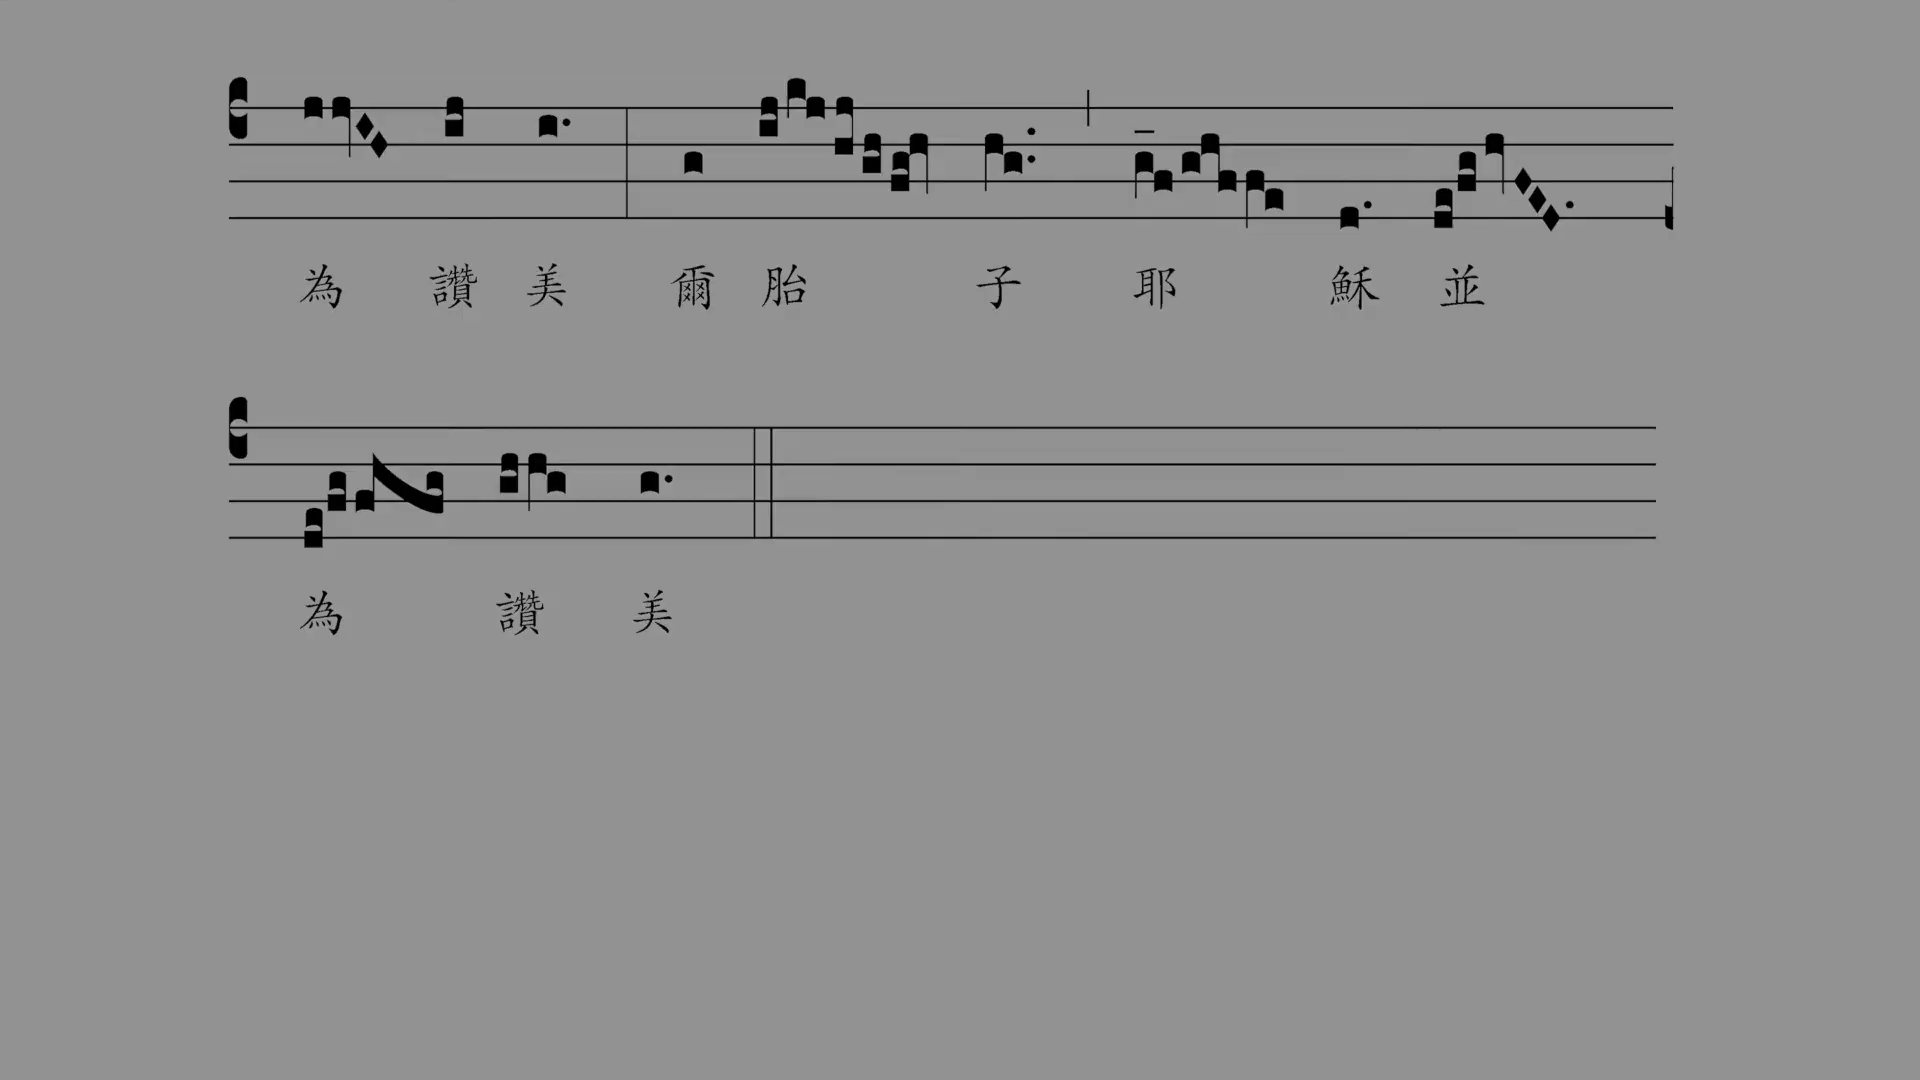 為 讚 美 爾 胎 子 耶 穌 並
為 讚 美